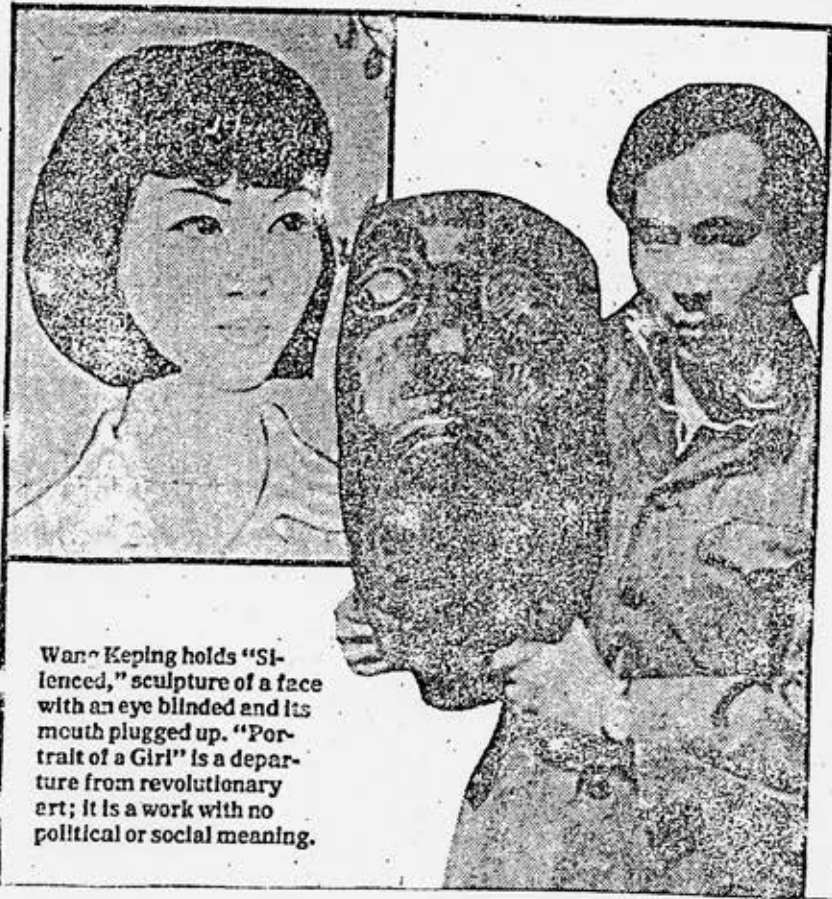 Wang Keping holds “Si-
lenced,” sculpture of a face
with an eye blinded and its
mouth plugged up. “Por-
trait of a Girl” is a depar-
ture from revolutionary
art; it is a work with no
political or social meaning.